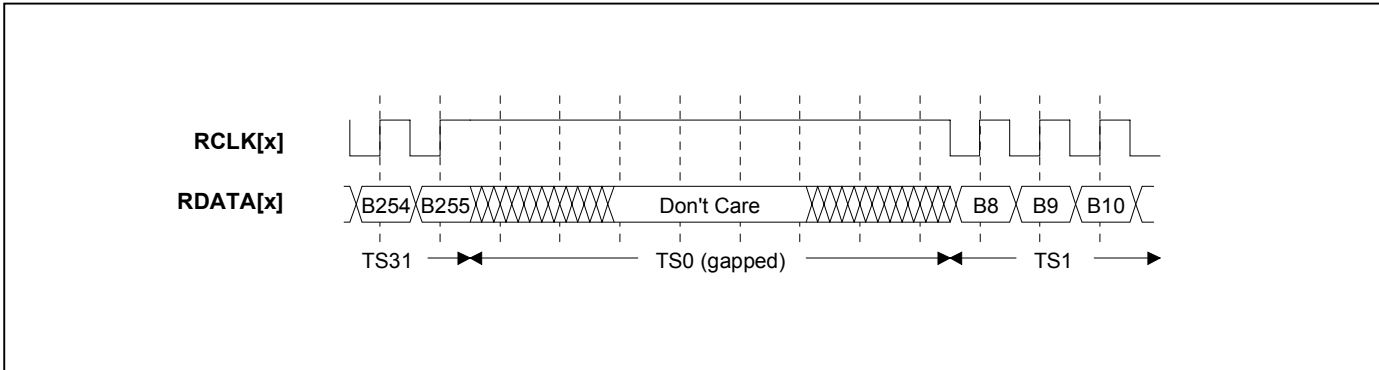 RCLK[x]
RDATA[x] B254 B255 Don't Care B8 B9 B10
TS31 TS0 (gapped) TS1